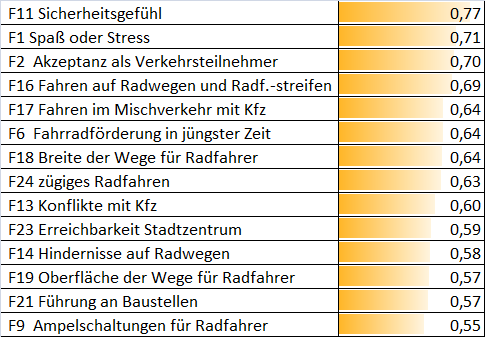 F11 Sicherheitsgefühl 0,77
F1 Spaß oder Stress 0,71
F2 Akzeptanz als Verkehrsteilnehmer 0,70
F16 Fahren auf Radwegen und Radf.-streifen 0,69
F17 Fahren im Mischverkehr mit Kfz 0,64
F6 Fahrradförderung in jüngster Zeit 0,64
F18 Breite der Wege für Radfahrer 0,64
F24 zügiges Radfahren 0,63
F13 Konflikte mit Kfz 0,60
F23 Erreichbarkeit Stadtzentrum 0,59
F14 Hindernisse auf Radwegen 0,58
F19 Oberfläche der Wege für Radfahrer 0,57
F21 Führung an Baustellen 0,57
F9 Ampelschaltungen für Radfahrer 0,55